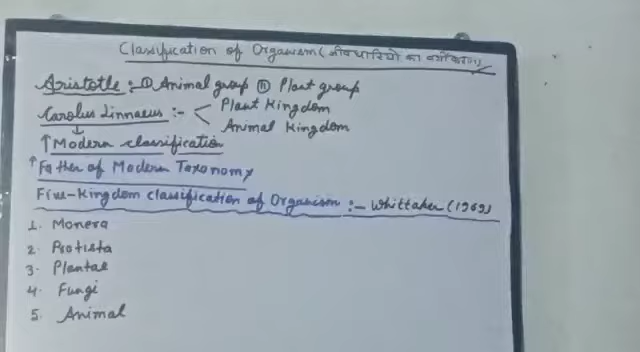 Classification of Organism (जीवधारियों का वर्गीकरण)
Aristotle :- (i) Animal group (ii) Plant group
Carolus Linnaeus :- < Plant Kingdom
Animal Kingdom
↑ Modern classification
↑ Father of Modern Taxonomy
Five-Kingdom classification of Organism :- Whittaker (1969)
1. Monera
2. Protista
3. Plantae
4. Fungi
5. Animal